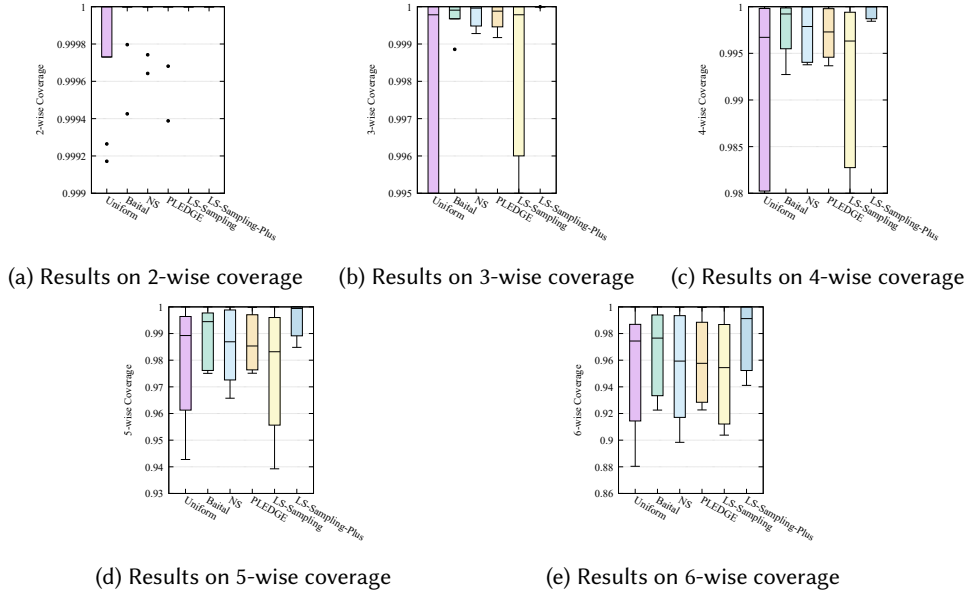 1
0.9998
0.9996
0.9994
0.9992
0.999
2-wise Coverage
Uniform
Baital
NS
PLEDGE
LS-Sampling
LS-Sampling-Plus
(a) Results on 2-wise coverage
1
0.999
0.998
0.997
0.996
0.995
3-wise Coverage
Uniform
Baital
NS
PLEDGE
LS-Sampling
LS-Sampling-Plus
(b) Results on 3-wise coverage
1
0.995
0.99
0.985
0.98
4-wise Coverage
Uniform
Baital
NS
PLEDGE
LS-Sampling
LS-Sampling-Plus
(c) Results on 4-wise coverage
1
0.99
0.98
0.97
0.96
0.95
0.94
0.93
5-wise Coverage
Uniform
Baital
NS
PLEDGE
LS-Sampling
LS-Sampling-Plus
(d) Results on 5-wise coverage
1
0.98
0.96
0.94
0.92
0.9
0.88
0.86
6-wise Coverage
Uniform
Baital
NS
PLEDGE
LS-Sampling
LS-Sampling-Plus
(e) Results on 6-wise coverage